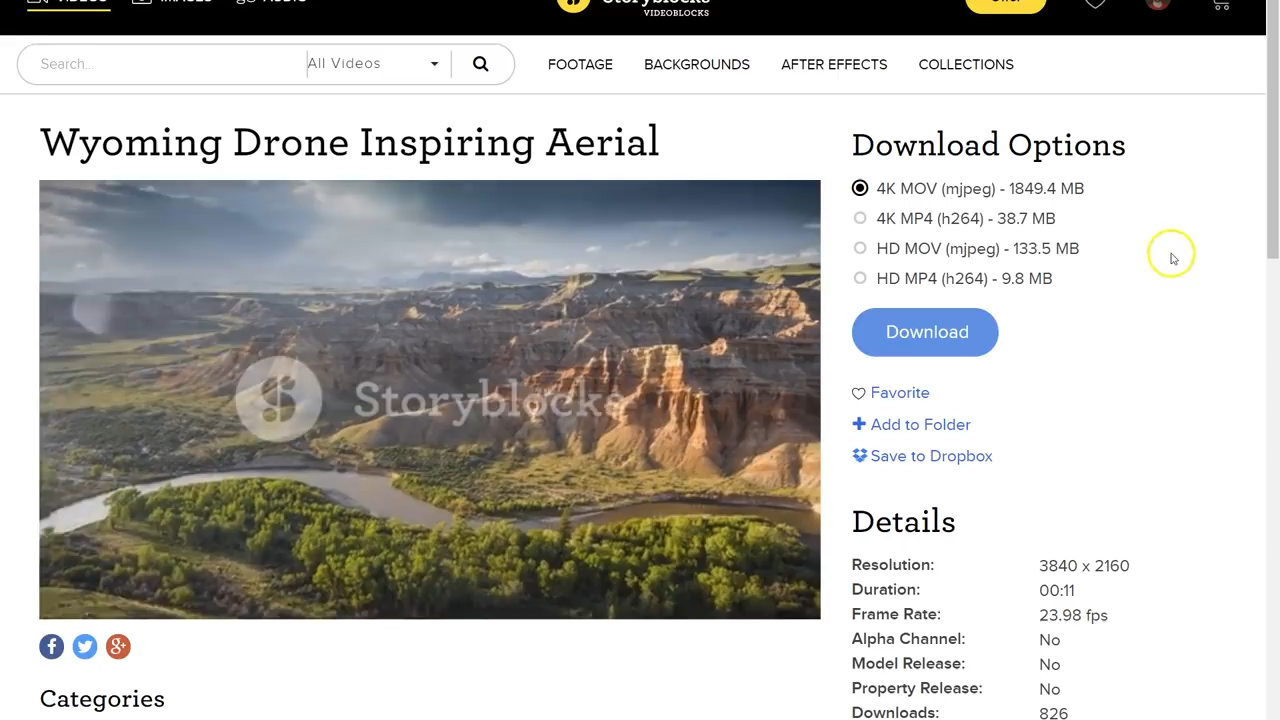 VIDEOS IMAGES AUDIO
Storyblocks
VIDEOBLOCKS
Search... All Videos FOOTAGE BACKGROUNDS AFTER EFFECTS COLLECTIONS
Wyoming Drone Inspiring Aerial
Storyblocks
Download Options
4K MOV (mjpeg) - 1849.4 MB
4K MP4 (h264) - 38.7 MB
HD MOV (mjpeg) - 133.5 MB
HD MP4 (h264) - 9.8 MB
Download
Favorite
Add to Folder
Save to Dropbox
Details
Resolution: 3840 x 2160
Duration: 00:11
Frame Rate: 23.98 fps
Alpha Channel: No
Model Release: No
Property Release: No
Downloads: 826
Categories